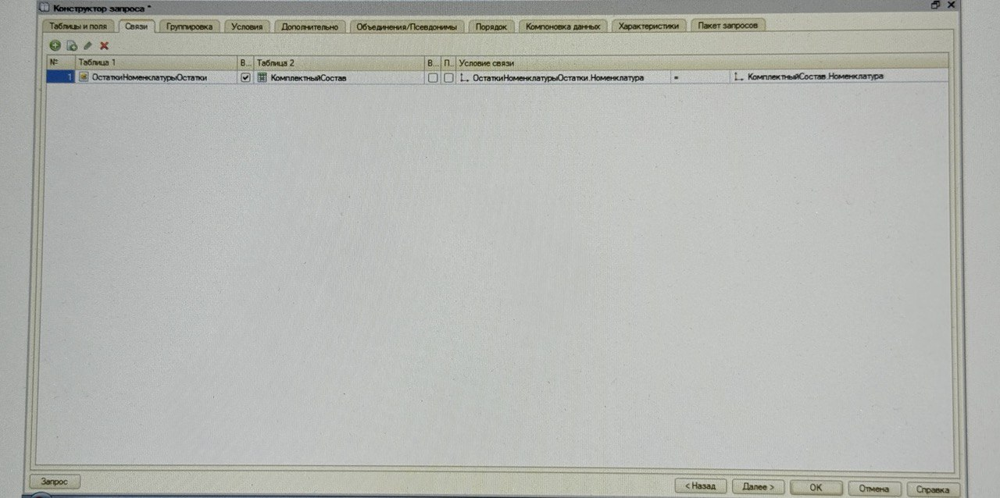 Конструктор запроса *
Таблицы и поля Связи Группировка Условия Дополнительно Объединения/Псевдонимы Порядок Компоновка данных Характеристики Пакет запросов
№ Таблица 1 В... Таблица 2 В... П... Условие связи
1 ОстаткиНоменклатурыОстатки КомплектныйСостав ОстаткиНоменклатурыОстатки.Номенклатура = КомплектныйСостав.Номенклатура
Запрос < Назад Далее > ОК Отмена Справка